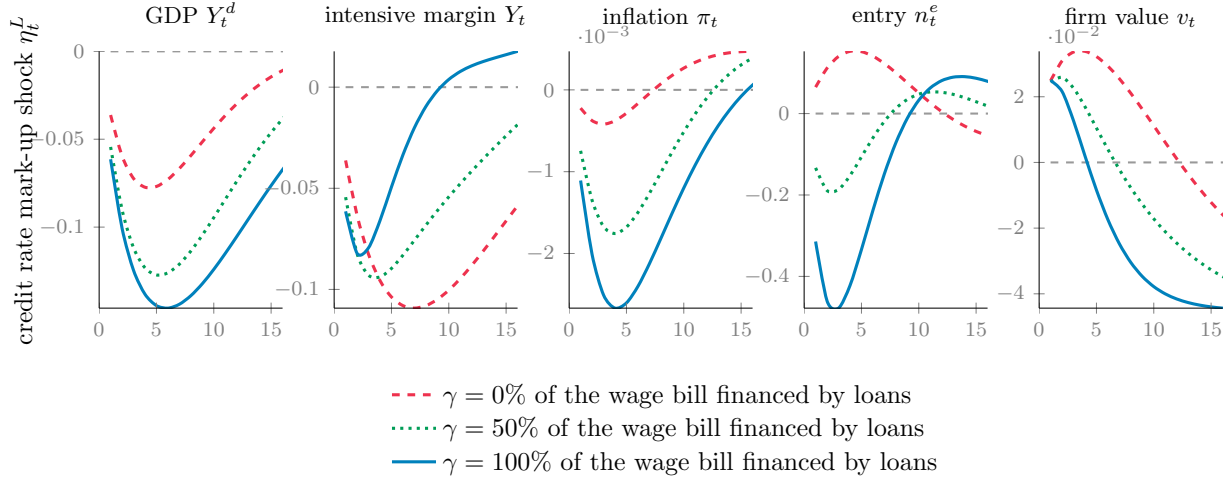 GDP $Y_t^d$
intensive margin $Y_t$
inflation $\pi_t$
entry $n_t^e$
firm value $v_t$
credit rate mark-up shock $\eta_t^L$
0
−0.05
−0.1
0 5 10 15
0
−0.05
−0.1
0 5 10 15
·10⁻³
0
−1
−2
0 5 10 15
0
−0.2
−0.4
0 5 10 15
·10⁻²
2
0
−2
−4
0 5 10 15
γ = 0% of the wage bill financed by loans
γ = 50% of the wage bill financed by loans
γ = 100% of the wage bill financed by loans